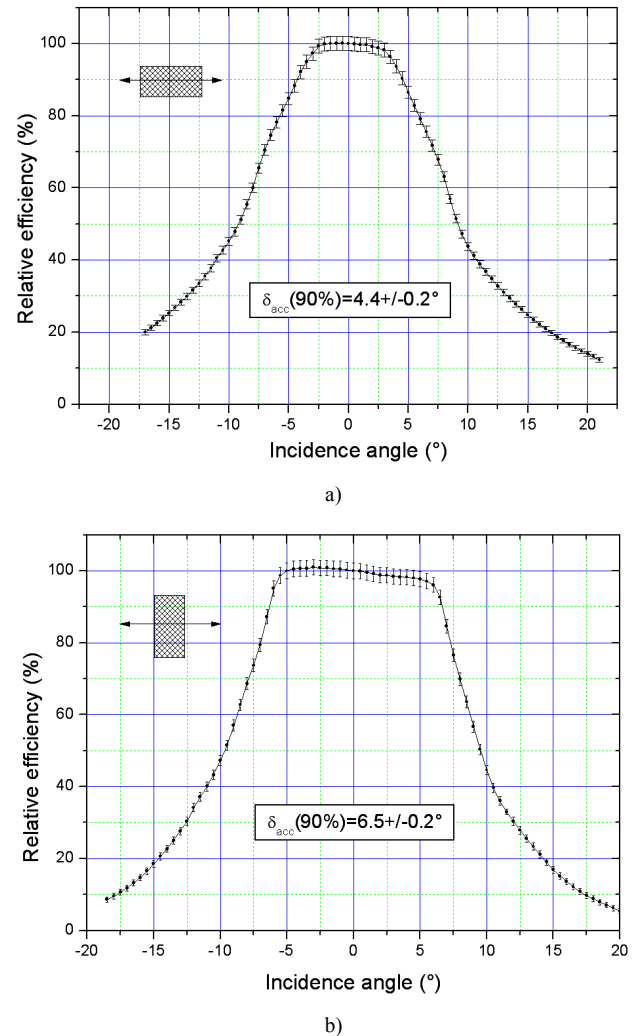 100
80
60
40
20
0
Relative efficiency (%)
δacc(90%)=4.4+/-0.2°
-20 -15 -10 -5 0 5 10 15 20
Incidence angle (°)
a)
100
80
60
40
20
0
Relative efficiency (%)
δacc(90%)=6.5+/-0.2°
-20 -15 -10 -5 0 5 10 15 20
Incidence angle (°)
b)